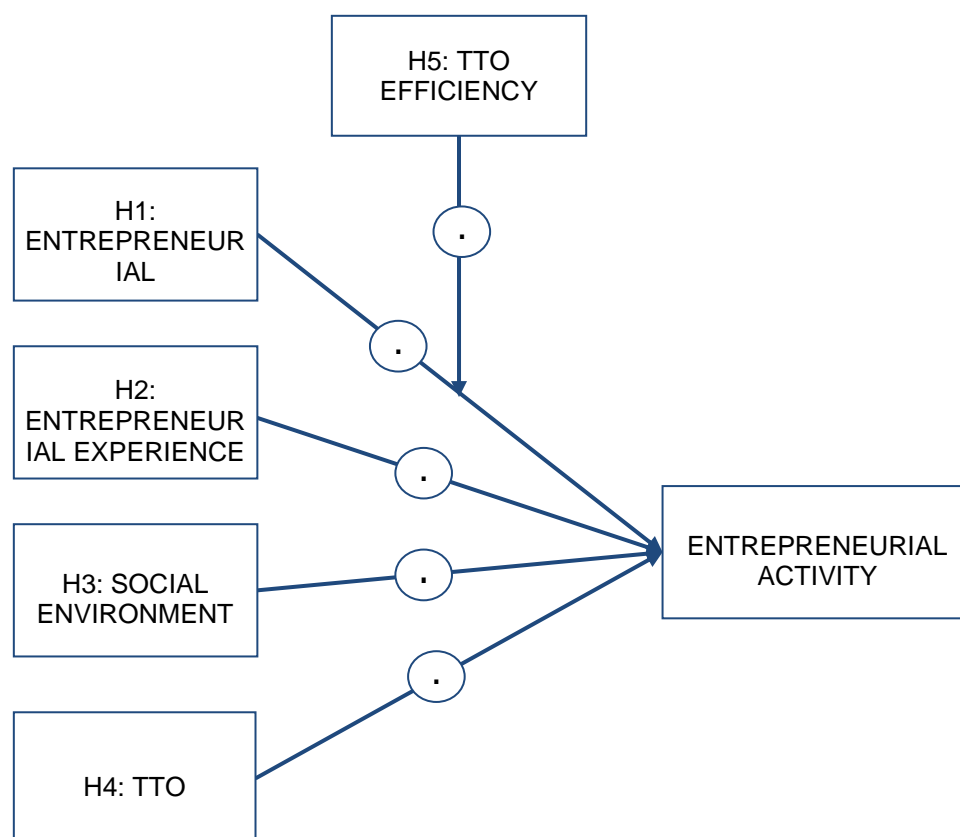 H5: TTO
EFFICIENCY
H1:
ENTREPRENEUR
IAL
.
.
H2:
ENTREPRENEUR
IAL EXPERIENCE
.
H3: SOCIAL
ENVIRONMENT
.
ENTREPRENEURIAL
ACTIVITY
.
H4: TTO